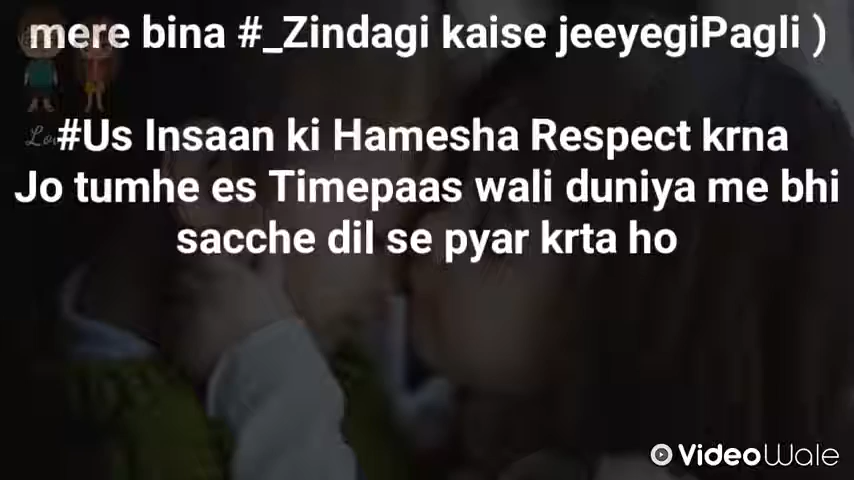 mere bina #_Zindagi kaise jeeyegiPagli )
#Us Insaan ki Hamesha Respect krna
Jo tumhe es Timepaas wali duniya me bhi
sacche dil se pyar krta ho
VideoWale